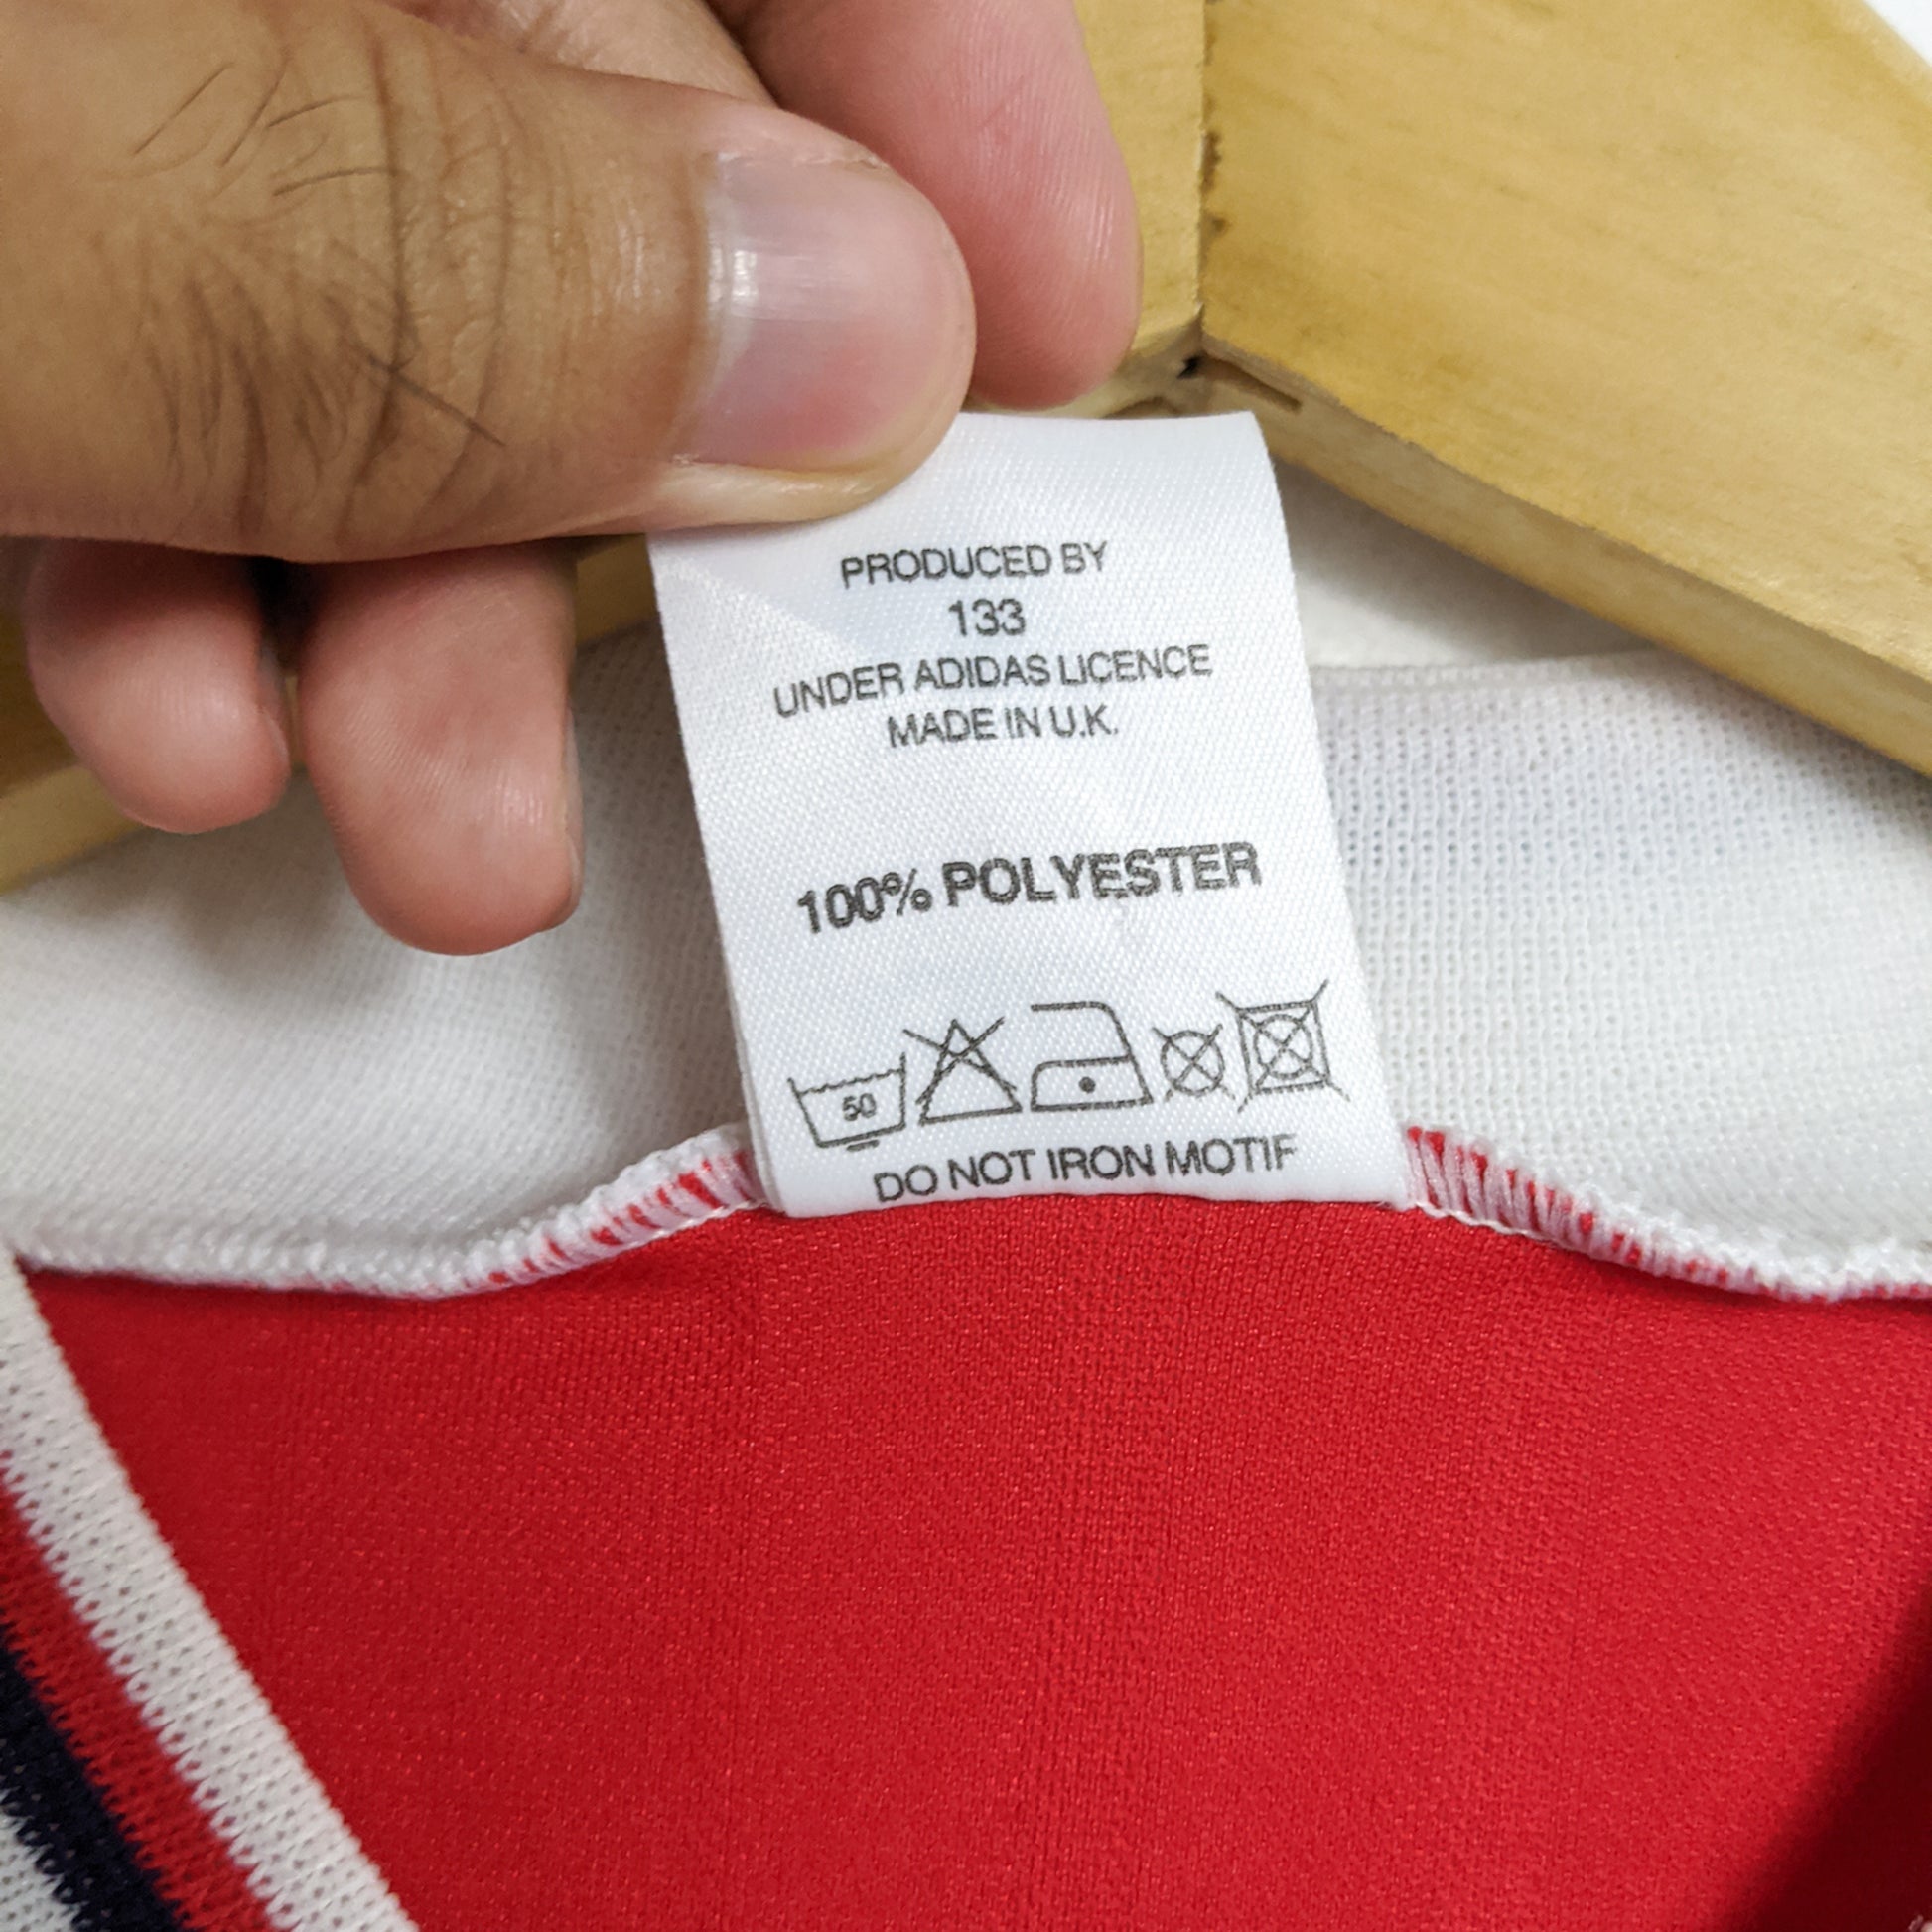 PRODUCED BY
133
UNDER ADIDAS LICENCE
MADE IN U.K.
100% POLYESTER
50
DO NOT IRON MOTIF